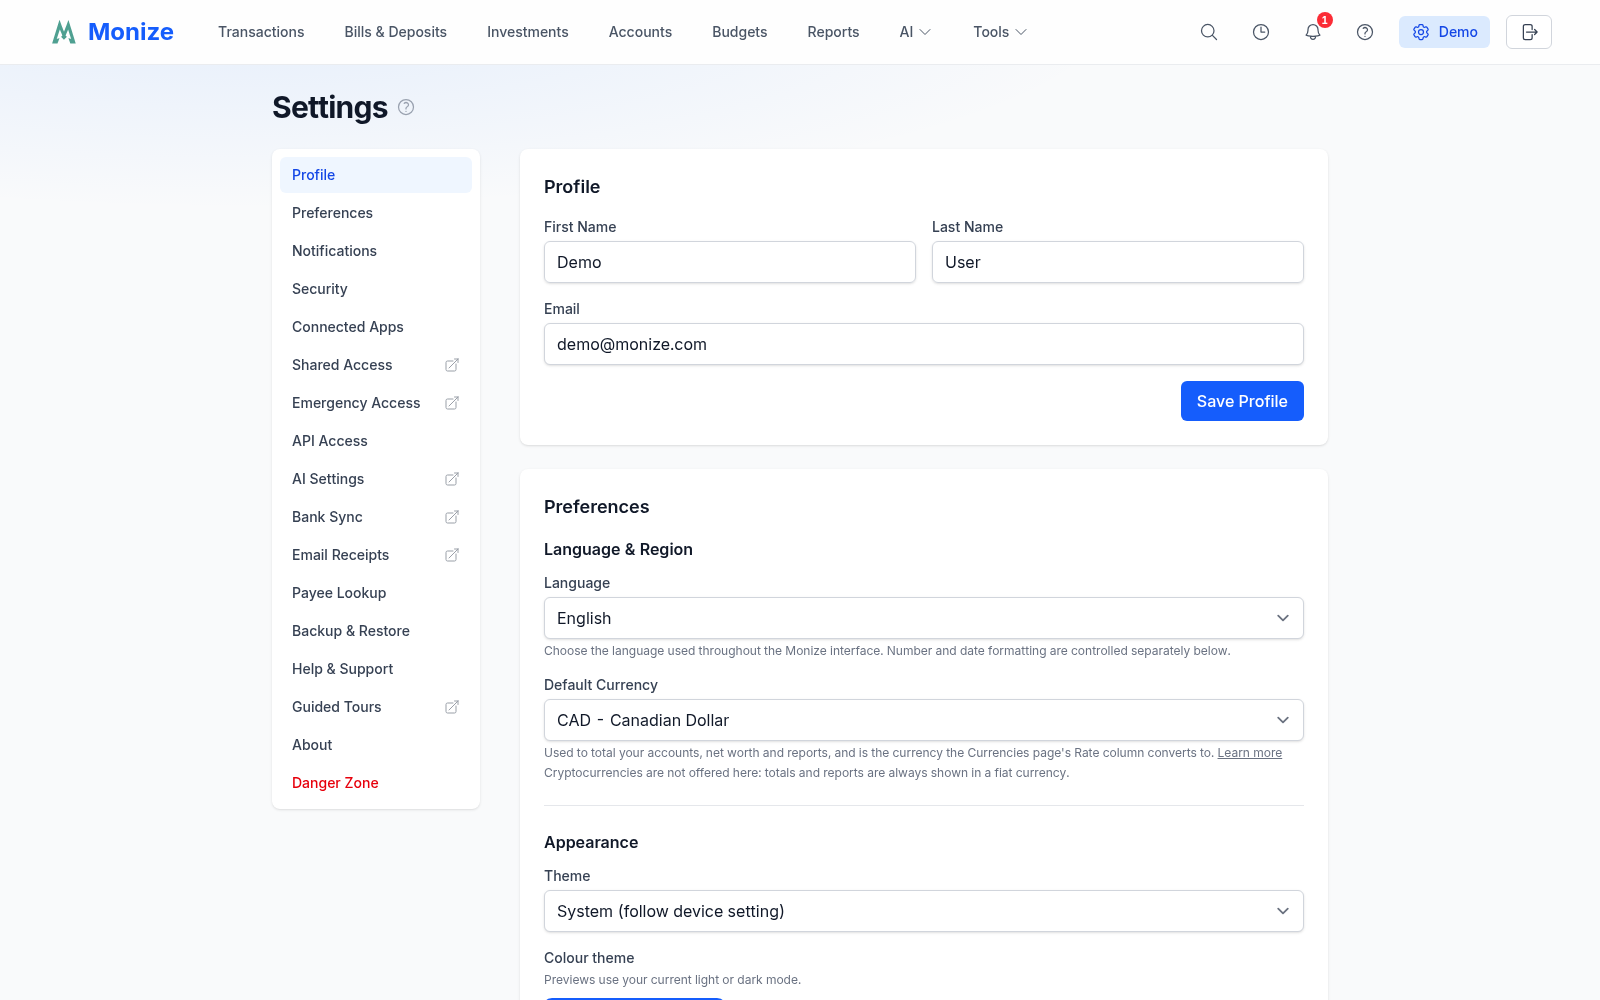 Monize
Transactions
Bills & Deposits
Investments
Accounts
Budgets
Reports
AI
Tools
1
Demo
Settings
Profile
Preferences
Notifications
Security
Connected Apps
Shared Access
Emergency Access
API Access
AI Settings
Bank Sync
Email Receipts
Payee Lookup
Backup & Restore
Help & Support
Guided Tours
About
Danger Zone
Profile
First Name
Demo
Last Name
User
Email
demo@monize.com
Save Profile
Preferences
Language & Region
Language
English
Choose the language used throughout the Monize interface. Number and date formatting are controlled separately below.
Default Currency
CAD - Canadian Dollar
Used to total your accounts, net worth and reports, and is the currency the Currencies page's Rate column converts to. Learn more
Cryptocurrencies are not offered here: totals and reports are always shown in a fiat currency.
Appearance
Theme
System (follow device setting)
Colour theme
Previews use your current light or dark mode.